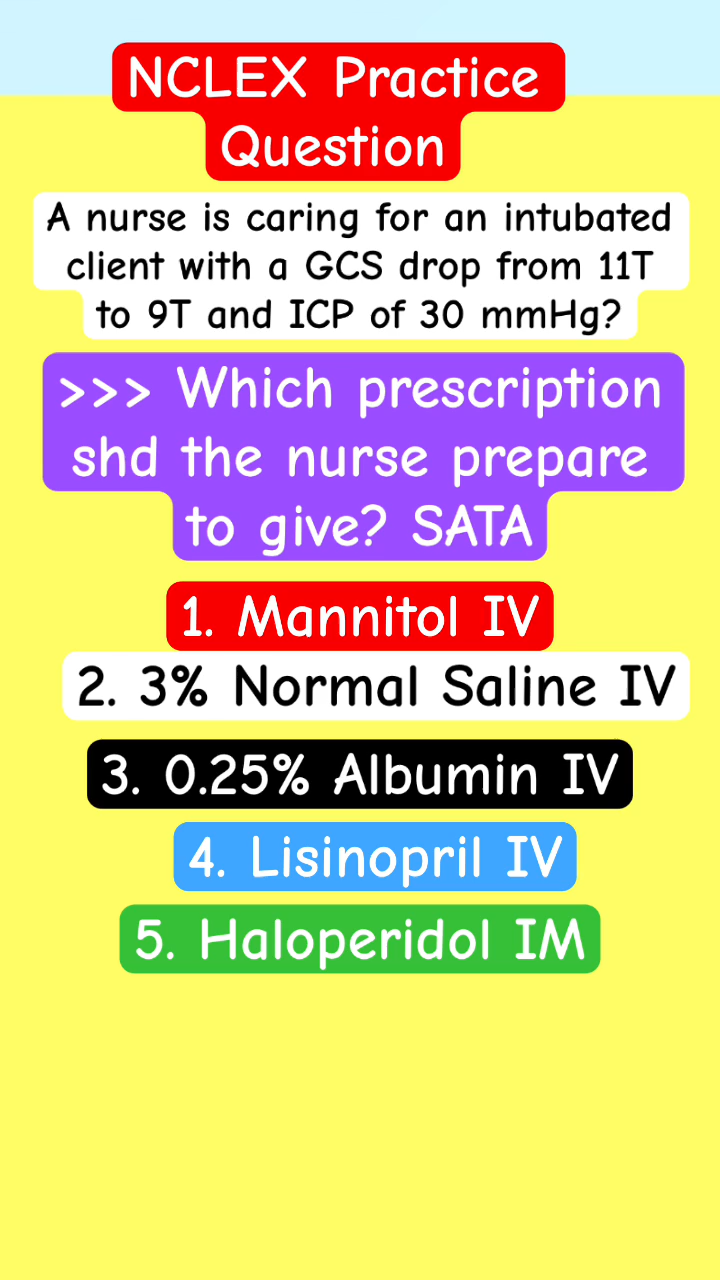 NCLEX Practice
Question
A nurse is caring for an intubated
client with a GCS drop from 11T
to 9T and ICP of 30 mmHg?
>>> Which prescription
shd the nurse prepare
to give? SATA
1. Mannitol IV
2. 3% Normal Saline IV
3. 0.25% Albumin IV
4. Lisinopril IV
5. Haloperidol IM